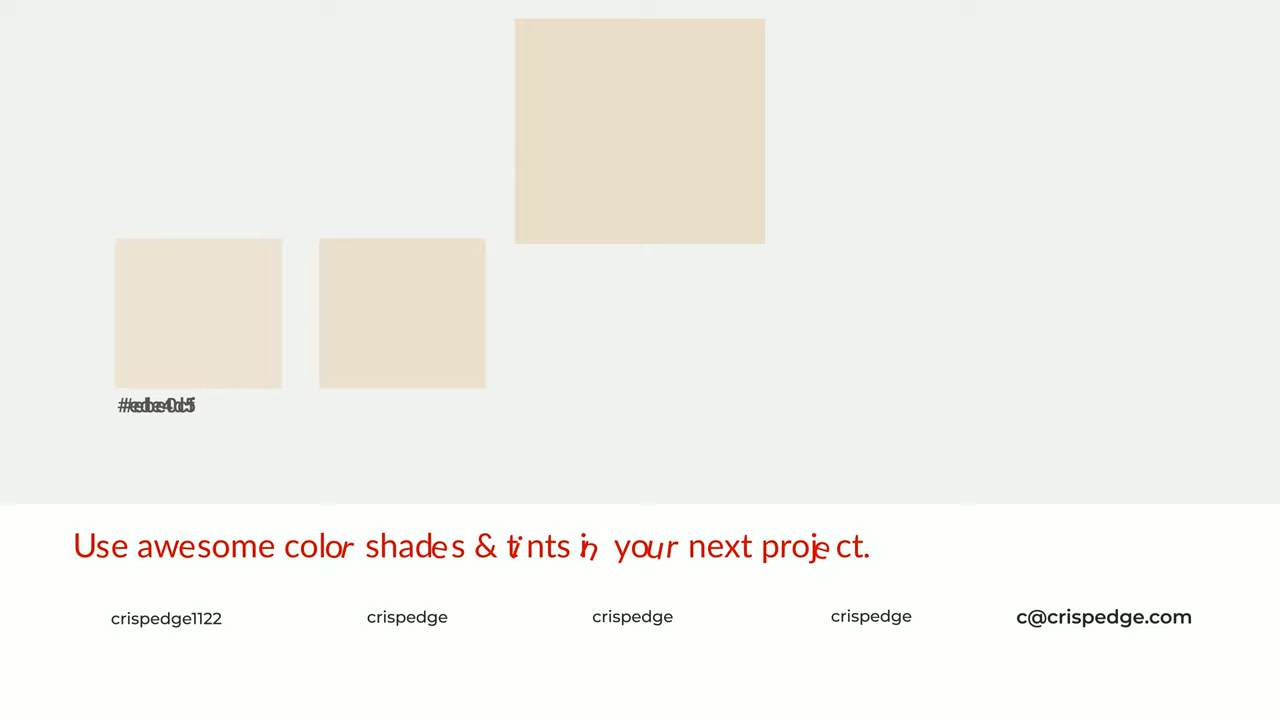 Use awesome color shades & tints in your next project.
crispedge1122 crispedge crispedge crispedge c@crispedge.com